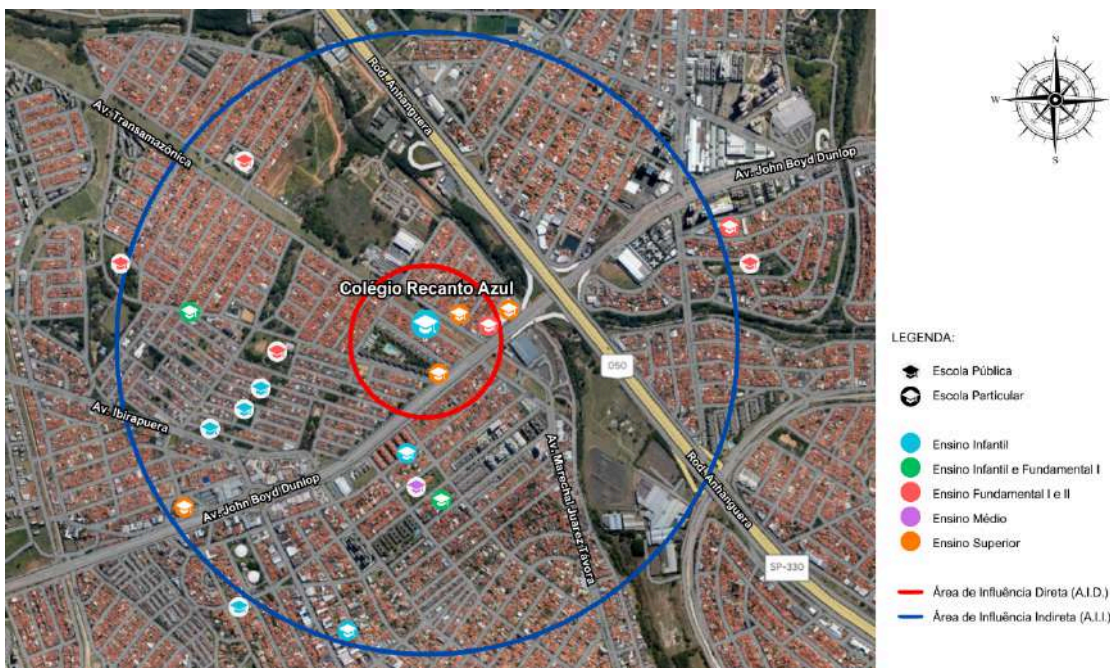 Rod. Anhanguera
N
W
E
S
Av. Transamazônica
Av. John Boyd Dunlop
Colégio Recanto Azul
050
Av. Ibirapuera
Av. John Boyd Dunlop
Av. Marechal Juarez Távora
Rod. Anhanguera
SP-330
LEGENDA:
Escola Pública
Escola Particular
Ensino Infantil
Ensino Infantil e Fundamental I
Ensino Fundamental I e II
Ensino Médio
Ensino Superior
Área de Influência Direta (A.I.D.)
Área de Influência Indireta (A.I.I.)